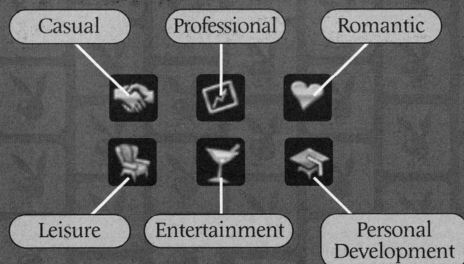 Casual
Professional
Romantic
Leisure
Entertainment
Personal
Development